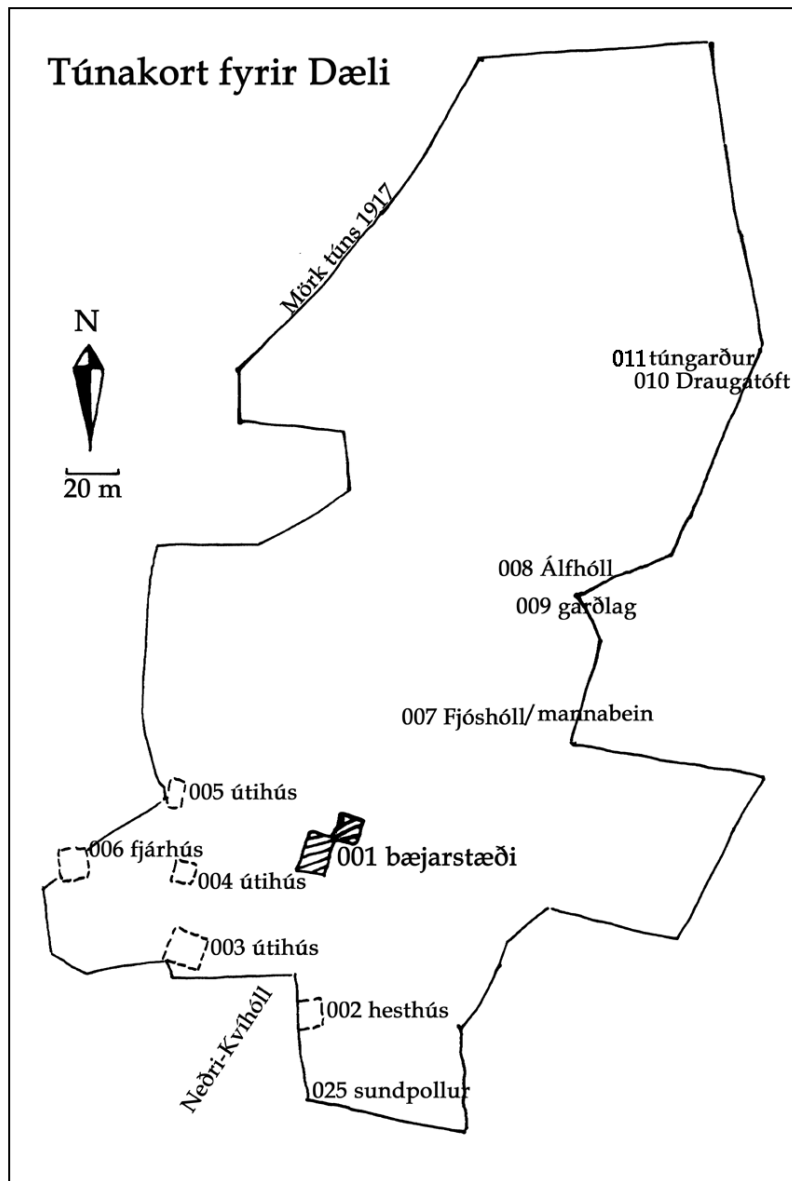 Túnakort fyrir Dæli
Mörk túns 1917
N
20 m
011 túngarður
010 Draugatóft
008 Álfhóll
009 garðlag
007 Fjóshóll/mannabein
005 útihús
006 fjárhús
001 bæjarstæði
004 útihús
003 útihús
002 hesthús
Neðri-Kvíhóll
025 sundpollur